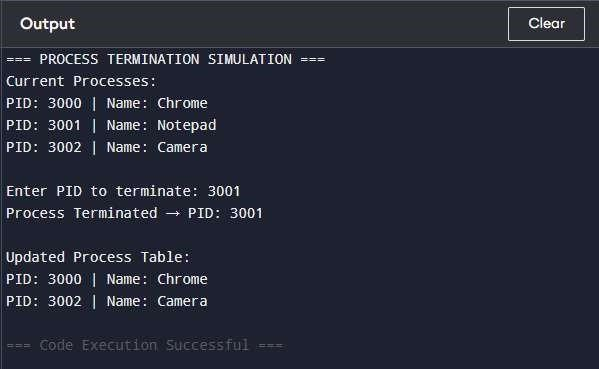 Output
Clear
=== PROCESS TERMINATION SIMULATION ===
Current Processes:
PID: 3000 | Name: Chrome
PID: 3001 | Name: Notepad
PID: 3002 | Name: Camera
Enter PID to terminate: 3001
Process Terminated → PID: 3001
Updated Process Table:
PID: 3000 | Name: Chrome
PID: 3002 | Name: Camera
=== Code Execution Successful ===